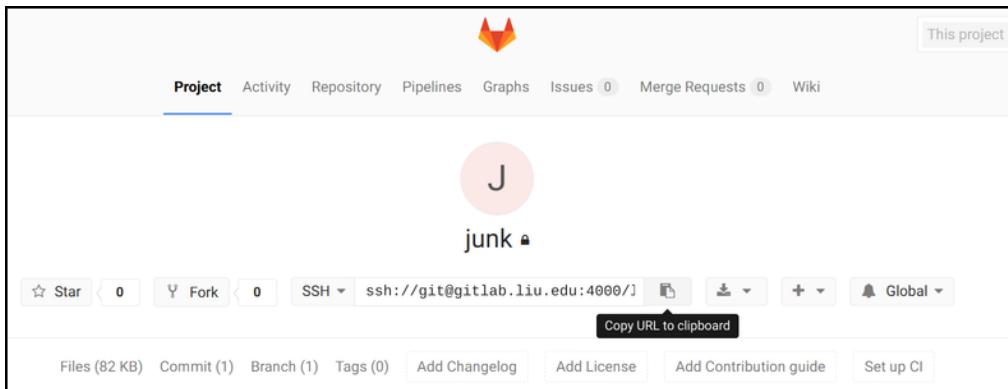 This project
Project Activity Repository Pipelines Graphs Issues 0 Merge Requests 0 Wiki
J
junk
Star 0 Fork 0 SSH ssh://git@gitlab.liu.edu:4000/ Global
Copy URL to clipboard
Files (82 KB) Commit (1) Branch (1) Tags (0) Add Changelog Add License Add Contribution guide Set up CI